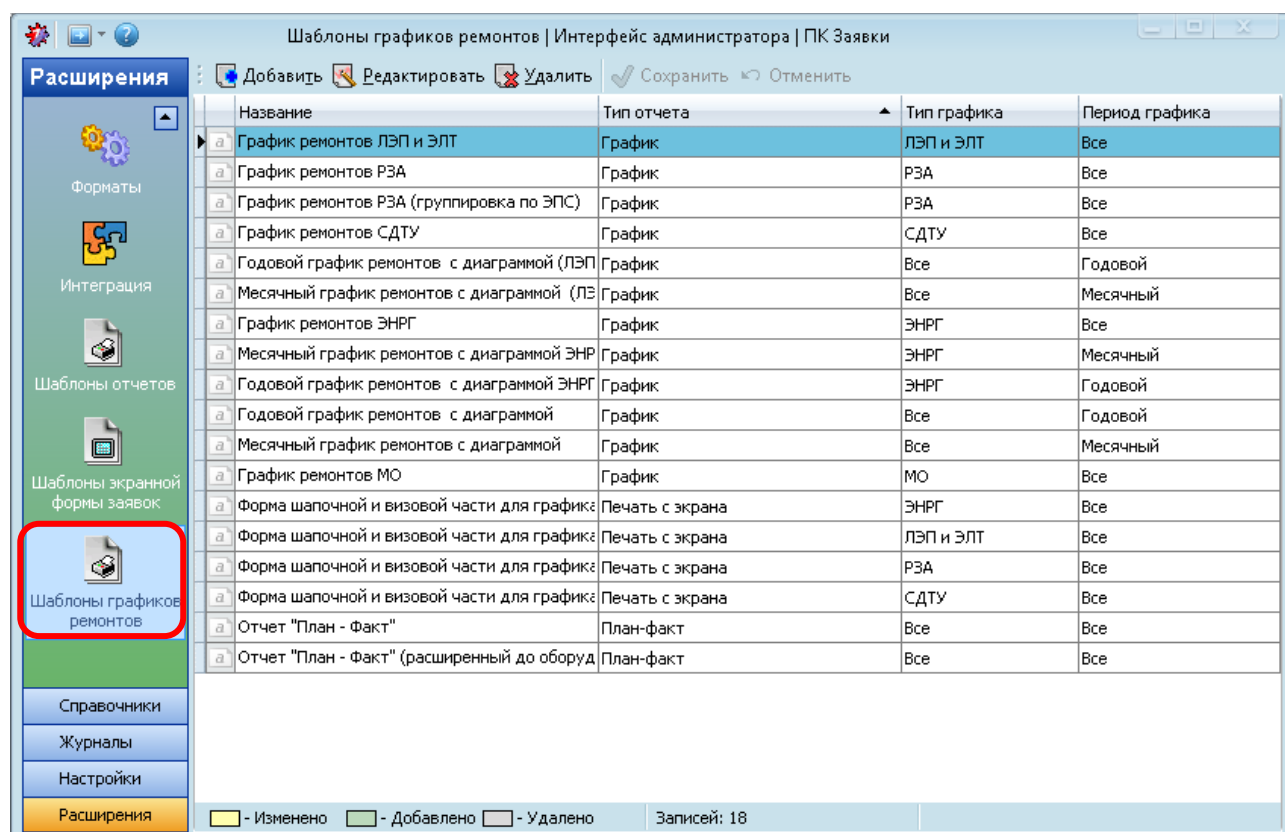 Шаблоны графиков ремонтов | Интерфейс администратора | ПК Заявки
Расширения
Добавить Редактировать Удалить Сохранить Отменить
Форматы
Интеграция
Шаблоны отчетов
Шаблоны экранной
формы заявок
Шаблоны графиков
ремонтов
Справочники
Журналы
Настройки
Расширения
Название Тип отчета Тип графика Период графика
График ремонтов ЛЭП и ЭЛТ График ЛЭП и ЭЛТ Все
График ремонтов РЗА График РЗА Все
График ремонтов РЗА (группировка по ЭПС) График РЗА Все
График ремонтов СДТУ График СДТУ Все
Годовой график ремонтов с диаграммой (ЛЭП График Все Годовой
Месячный график ремонтов с диаграммой (ЛЭ График Все Месячный
График ремонтов ЭНРГ График ЭНРГ Все
Месячный график ремонтов с диаграммой ЭНР График ЭНРГ Месячный
Годовой график ремонтов с диаграммой ЭНРГ График ЭНРГ Годовой
Годовой график ремонтов с диаграммой График Все Годовой
Месячный график ремонтов с диаграммой График Все Месячный
График ремонтов МО График МО Все
Форма шапочной и визовой части для графика Печать с экрана ЭНРГ Все
Форма шапочной и визовой части для графика Печать с экрана ЛЭП и ЭЛТ Все
Форма шапочной и визовой части для графика Печать с экрана РЗА Все
Форма шапочной и визовой части для графика Печать с экрана СДТУ Все
Отчет "План - Факт" План-факт Все Все
Отчет "План - Факт" (расширенный до оборуд План-факт Все Все
- Изменено - Добавлено - Удалено Записей: 18